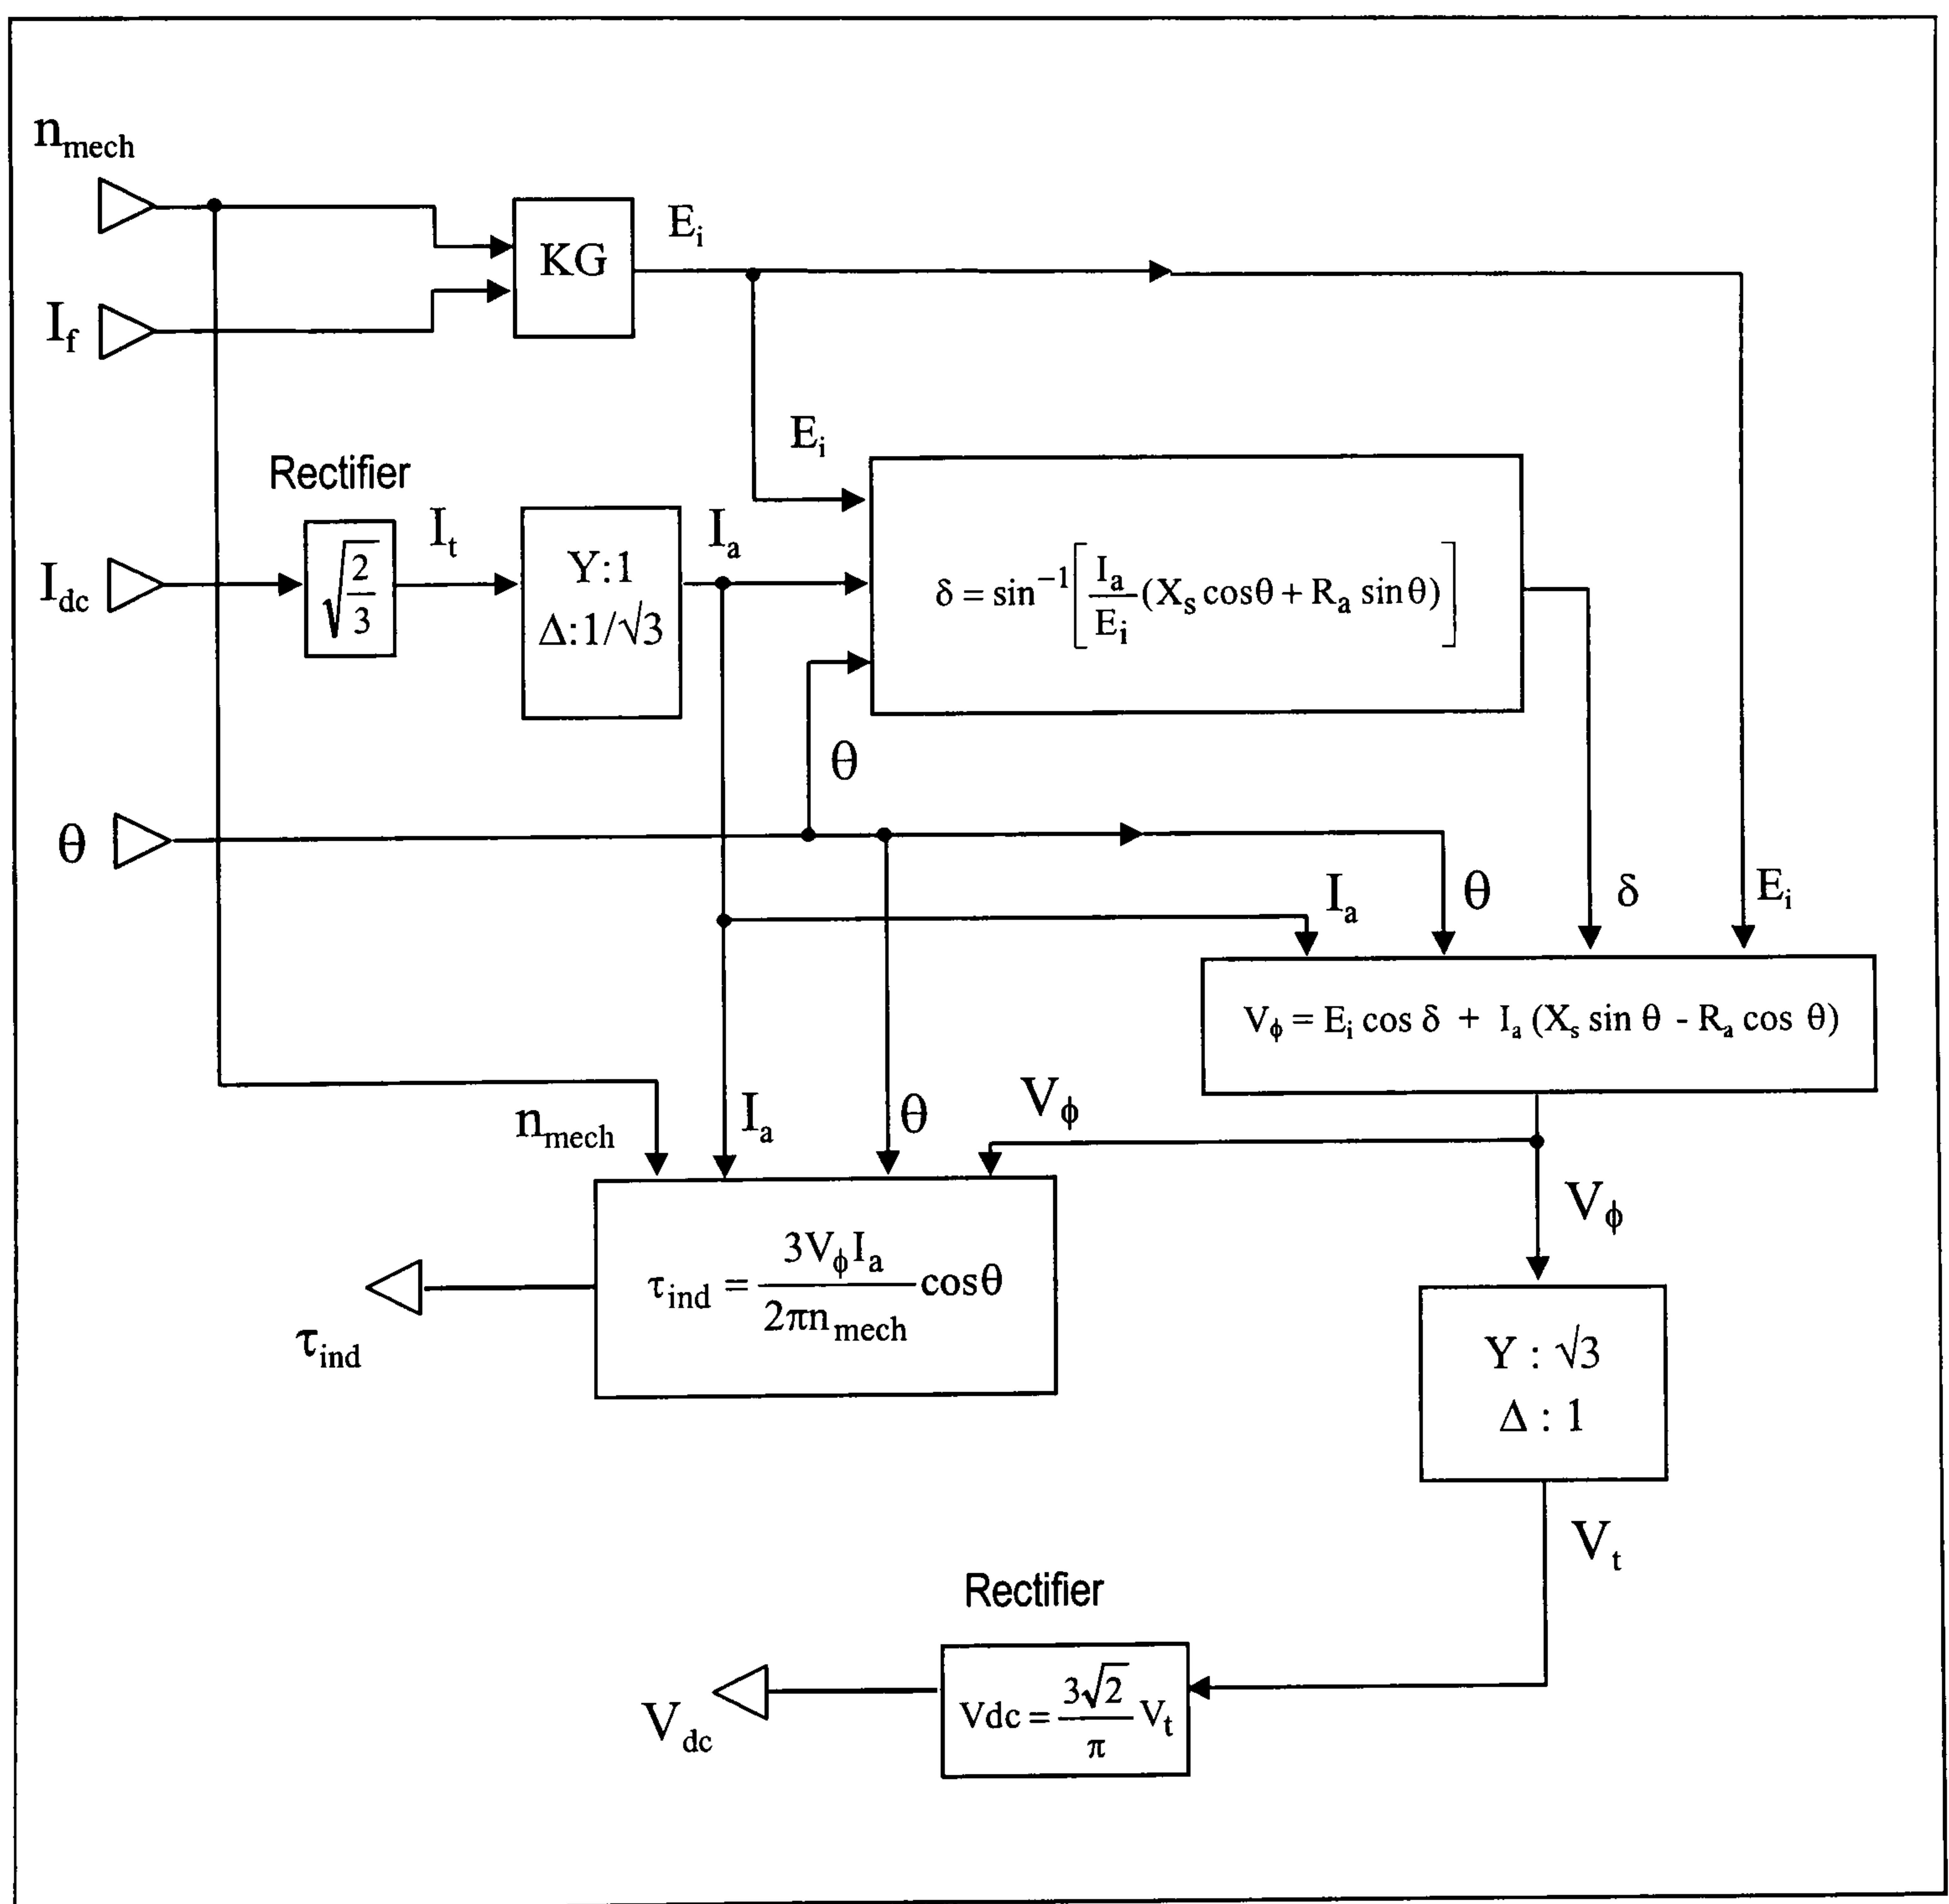 n_mech
I_f
KG
E_i
E_i
Rectifier
I_dc
√(2/3)
I_t
Y:1
Δ:1/√3
I_a
δ = sin⁻¹[ I_a/E_i (X_s cosθ + R_a sinθ) ]
θ
θ
I_a
θ
δ
E_i
V_ϕ = E_i cos δ + I_a (X_s sin θ - R_a cos θ)
n_mech
I_a
θ
V_ϕ
V_ϕ
τ_ind = 3V_ϕ I_a / 2πn_mech cosθ
τ_ind
Y : √3
Δ : 1
V_t
Rectifier
Vdc = 3√2/π V_t
V_dc